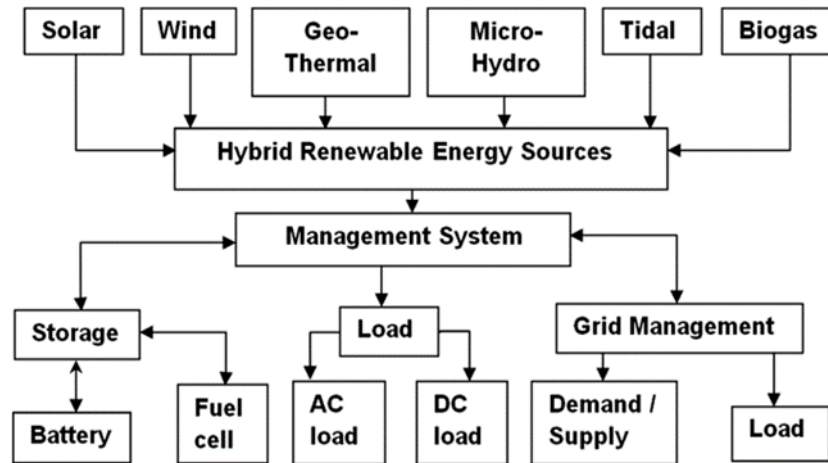 Solar
Wind
Geo-
Thermal
Micro-
Hydro
Tidal
Biogas
Hybrid Renewable Energy Sources
Management System
Storage
Load
Grid Management
Battery
Fuel
cell
AC
load
DC
load
Demand /
Supply
Load